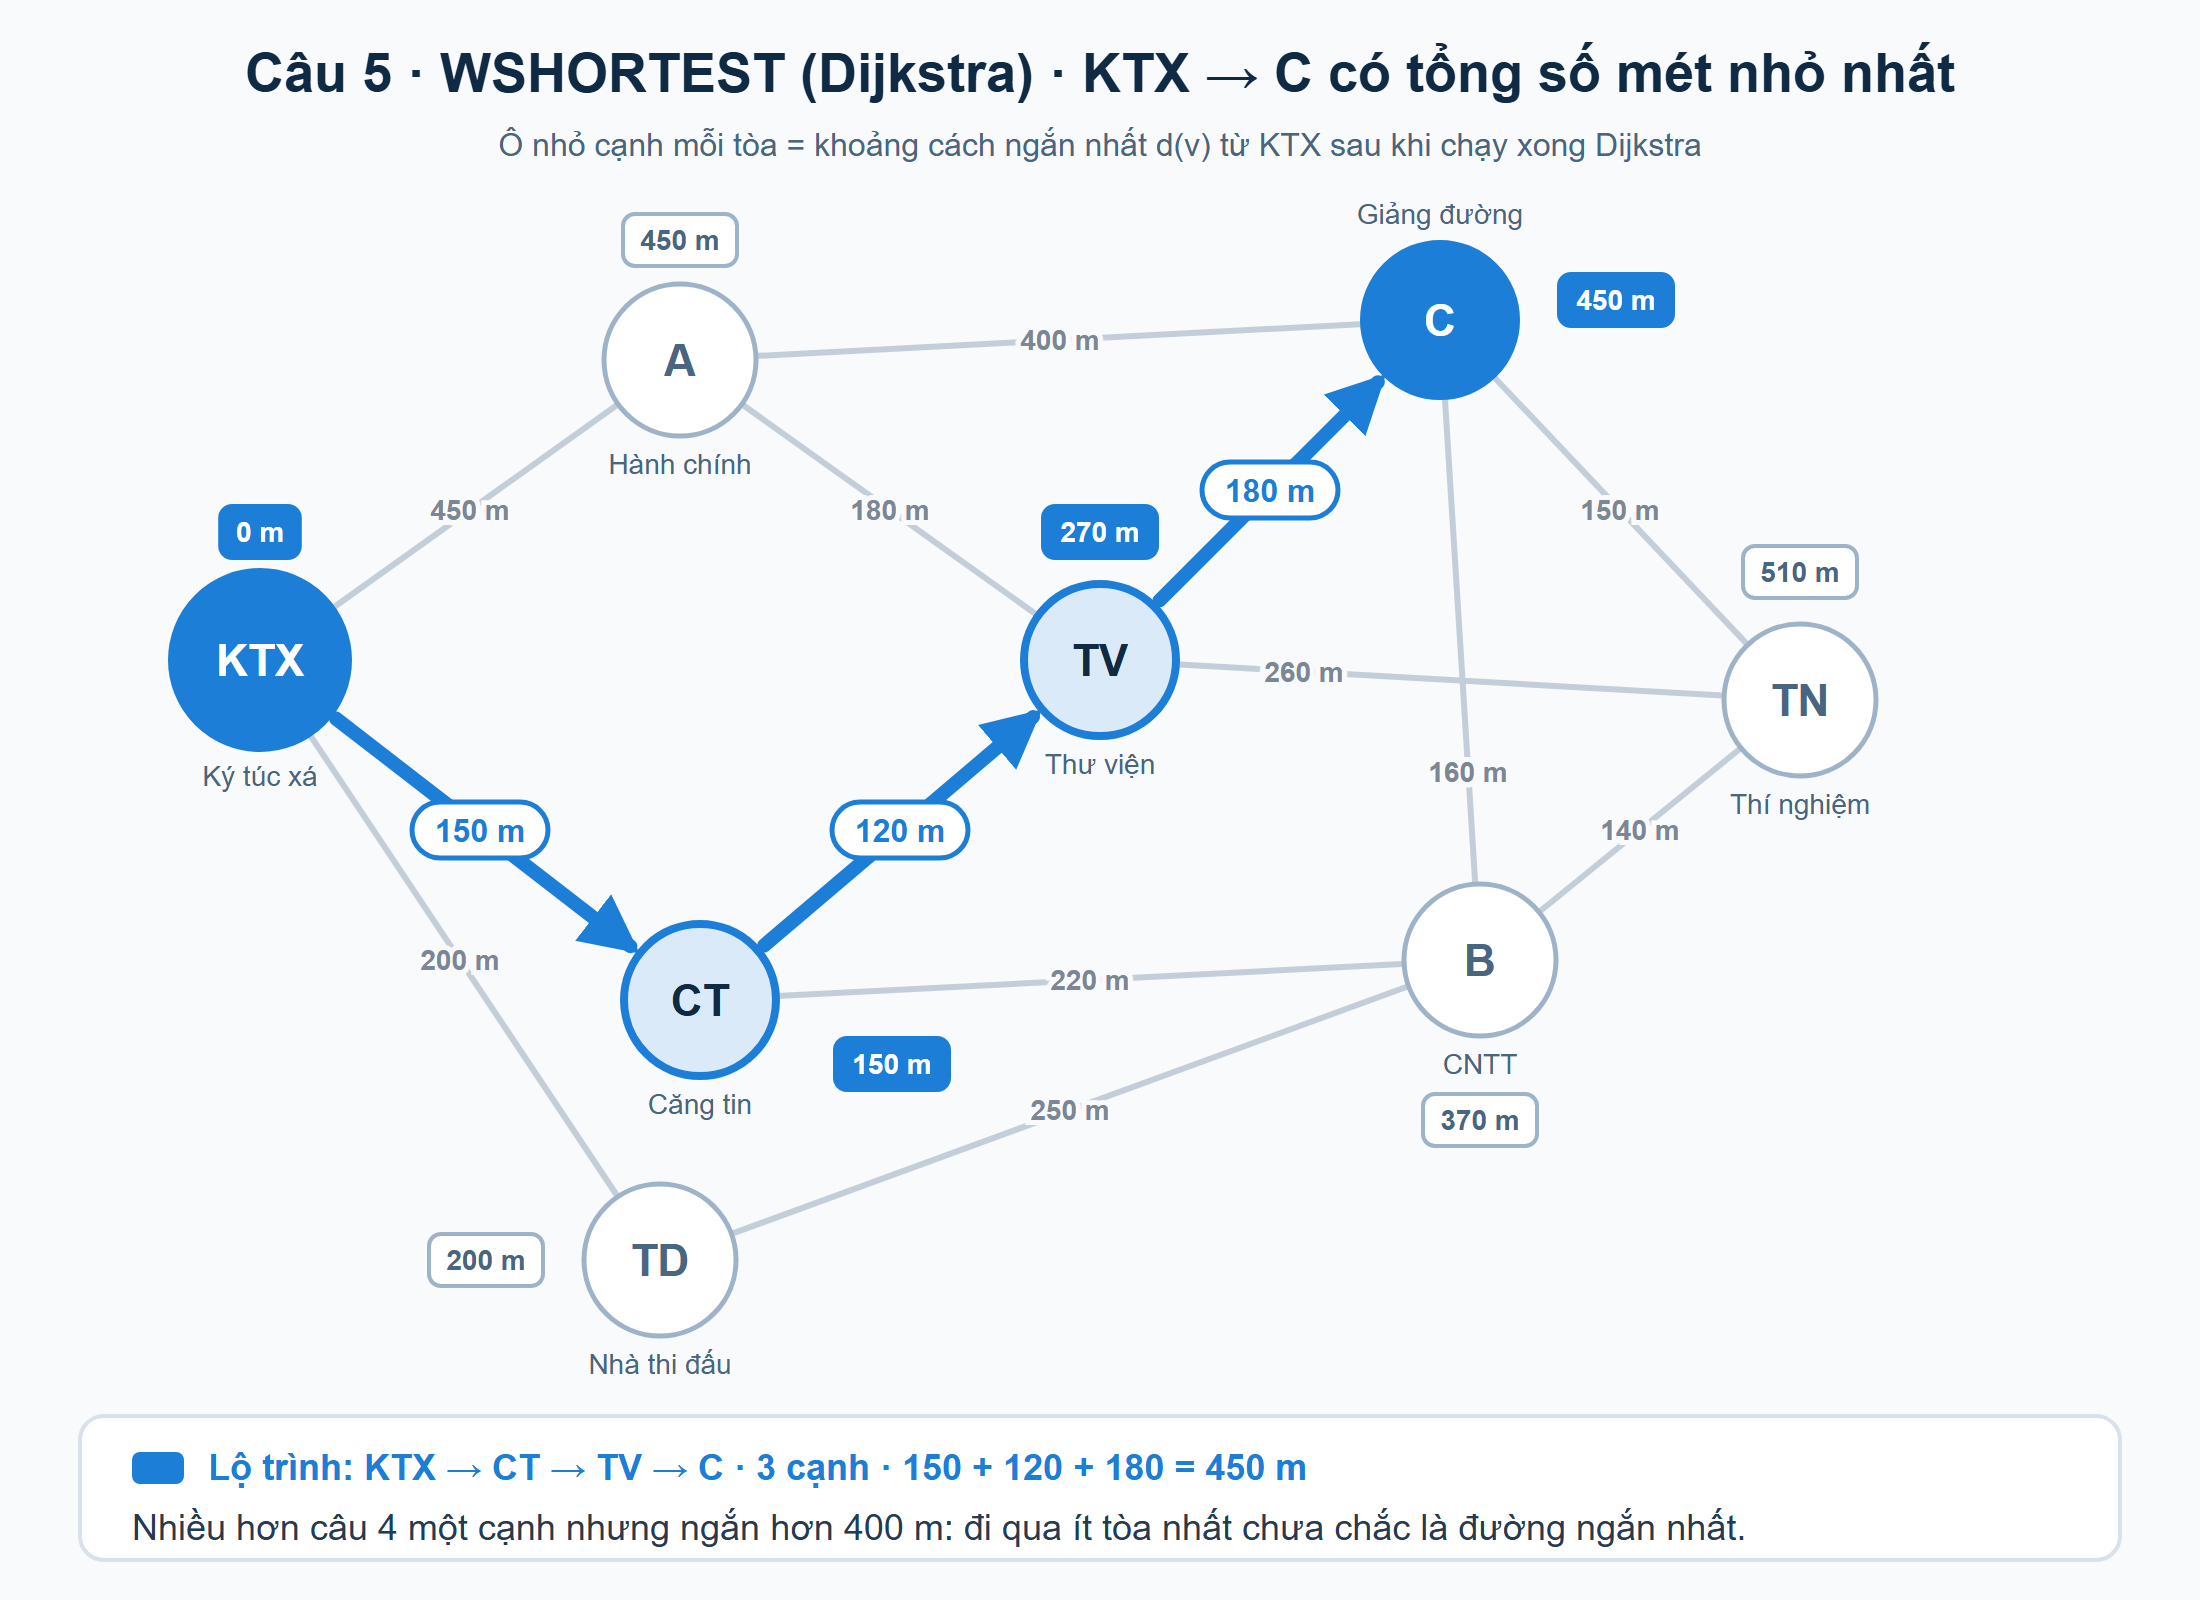 Câu 5 · WSHORTEST (Dijkstra) · KTX → C có tổng số mét nhỏ nhất
Ô nhỏ cạnh mỗi tòa = khoảng cách ngắn nhất d(v) từ KTX sau khi chạy xong Dijkstra
Giảng đường
450 m
C
450 m
A
400 m
Hành chính
180 m
450 m
180 m
150 m
0 m
270 m
510 m
KTX
TV
260 m
TN
Ký túc xá
Thư viện
160 m
Thí nghiệm
150 m
120 m
140 m
200 m
CT
220 m
B
150 m
CNTT
Căng tin
250 m
370 m
200 m
TD
Nhà thi đấu
Lộ trình: KTX → CT → TV → C · 3 cạnh · 150 + 120 + 180 = 450 m
Nhiều hơn câu 4 một cạnh nhưng ngắn hơn 400 m: đi qua ít tòa nhất chưa chắc là đường ngắn nhất.